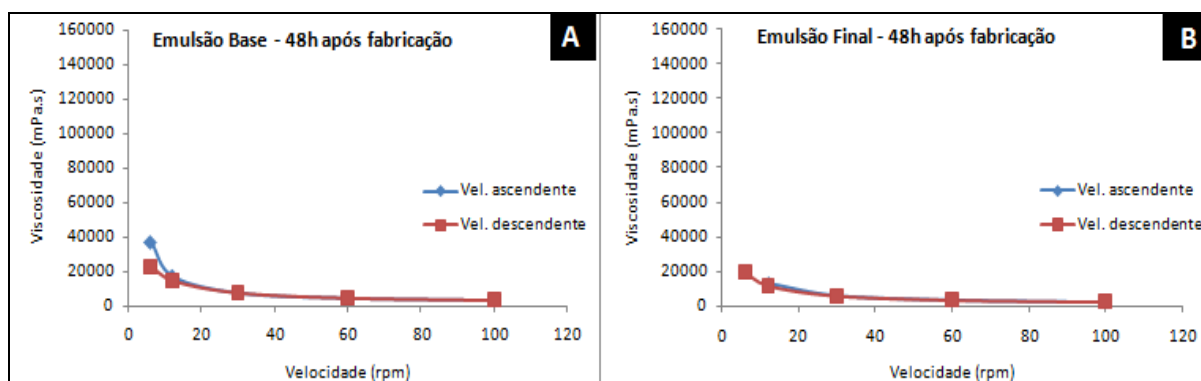 Emulsão Base - 48h após fabricação
A
160000
140000
120000
100000
80000
60000
40000
20000
0
Viscosidade (mPa.s)
Vel. ascendente
Vel. descendente
0 20 40 60 80 100 120
Velocidade (rpm)
Emulsão Final - 48h após fabricação
B
160000
140000
120000
100000
80000
60000
40000
20000
0
Viscosidade (mPa.s)
Vel. ascendente
Vel. descendente
0 20 40 60 80 100 120
Velocidade (rpm)